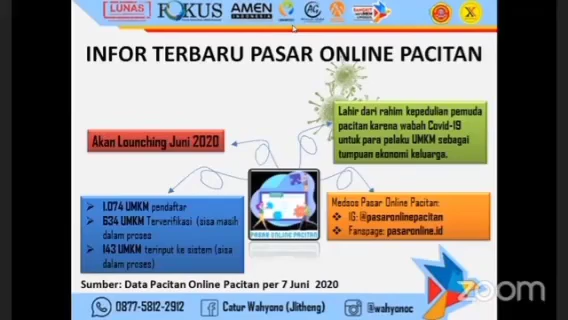 LUNAS
FOKUS
AMEN
INDONESIA
AG
INFOR TERBARU PASAR ONLINE PACITAN
Akan Lounching Juni 2020
Lahir dari rahim kepedulian pemuda
pacitan karena wabah Covid-19
untuk para pelaku UMKM sebagai
tumpuan ekonomi keluarga.
1.074 UMKM pendaftar
634 UMKM Terverifikasi (sisa masih
dalam proses
143 UMKM terinput ke sistem (sisa
dalam proses)
PASAR ONLINE PACITAN
Medsos Pasar Online Pacitan:
IG: @pasaronlinepacitan
Fanspage: pasaronline.id
Sumber: Data Pacitan Online Pacitan per 7 Juni 2020
0877-5812-2912
Catur Wahyono (Jlitheng)
@wahyonoc
zoom